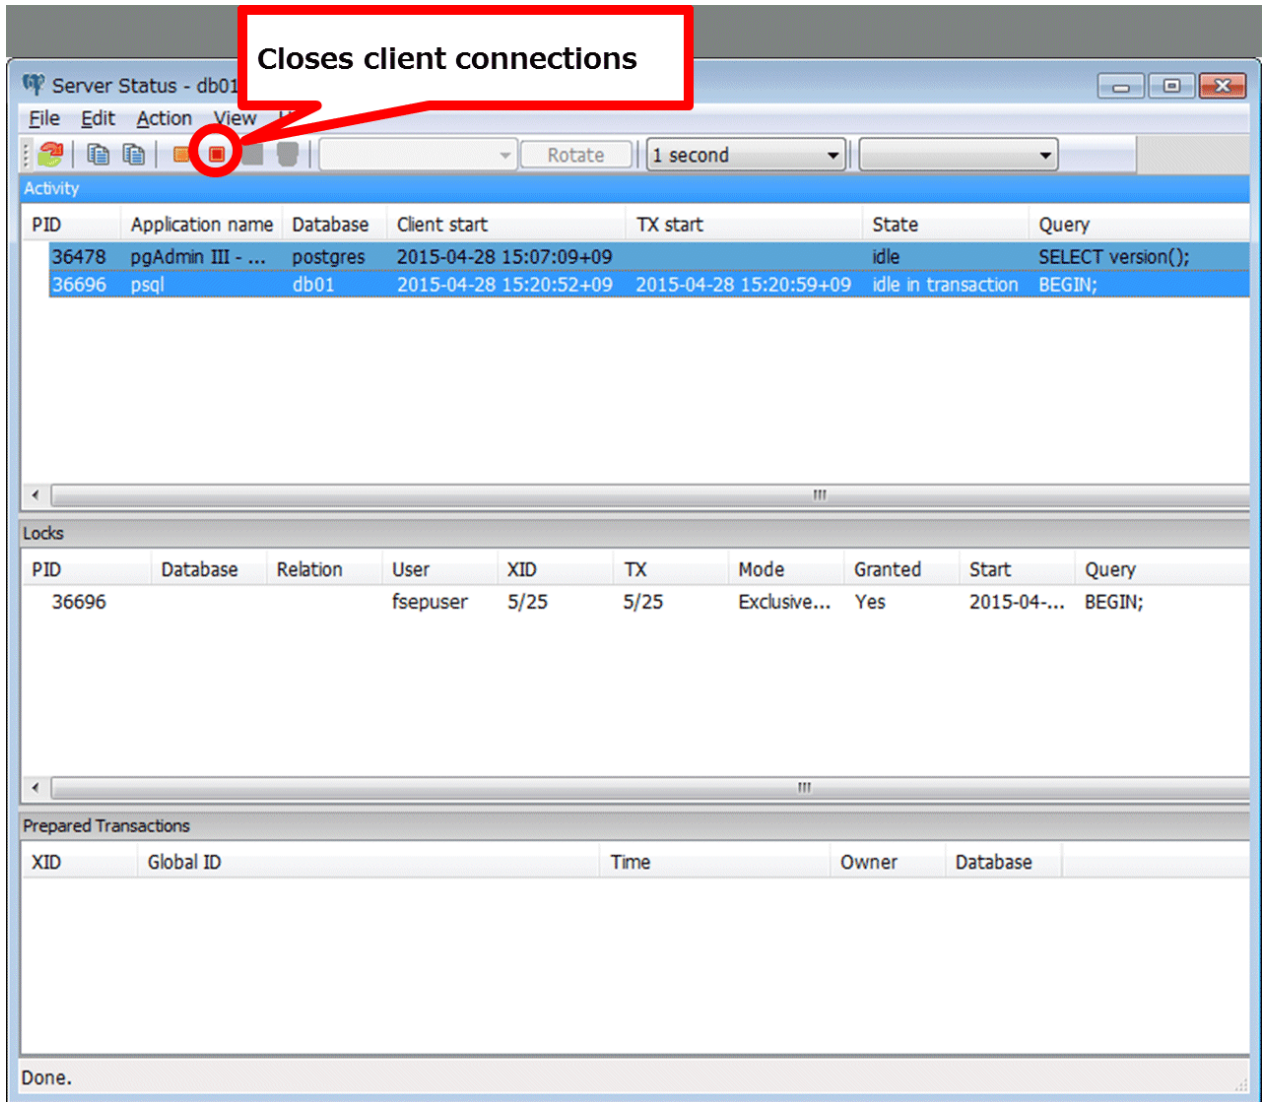 Closes client connections
Server Status - db01
File Edit Action View
Rotate 1 second
Activity
PID Application name Database Client start TX start State Query
36478 pgAdmin III - ... postgres 2015-04-28 15:07:09+09 idle SELECT version();
36696 psql db01 2015-04-28 15:20:52+09 2015-04-28 15:20:59+09 idle in transaction BEGIN;
Locks
PID Database Relation User XID TX Mode Granted Start Query
36696 fsepuser 5/25 5/25 Exclusive... Yes 2015-04-... BEGIN;
Prepared Transactions
XID Global ID Time Owner Database
Done.